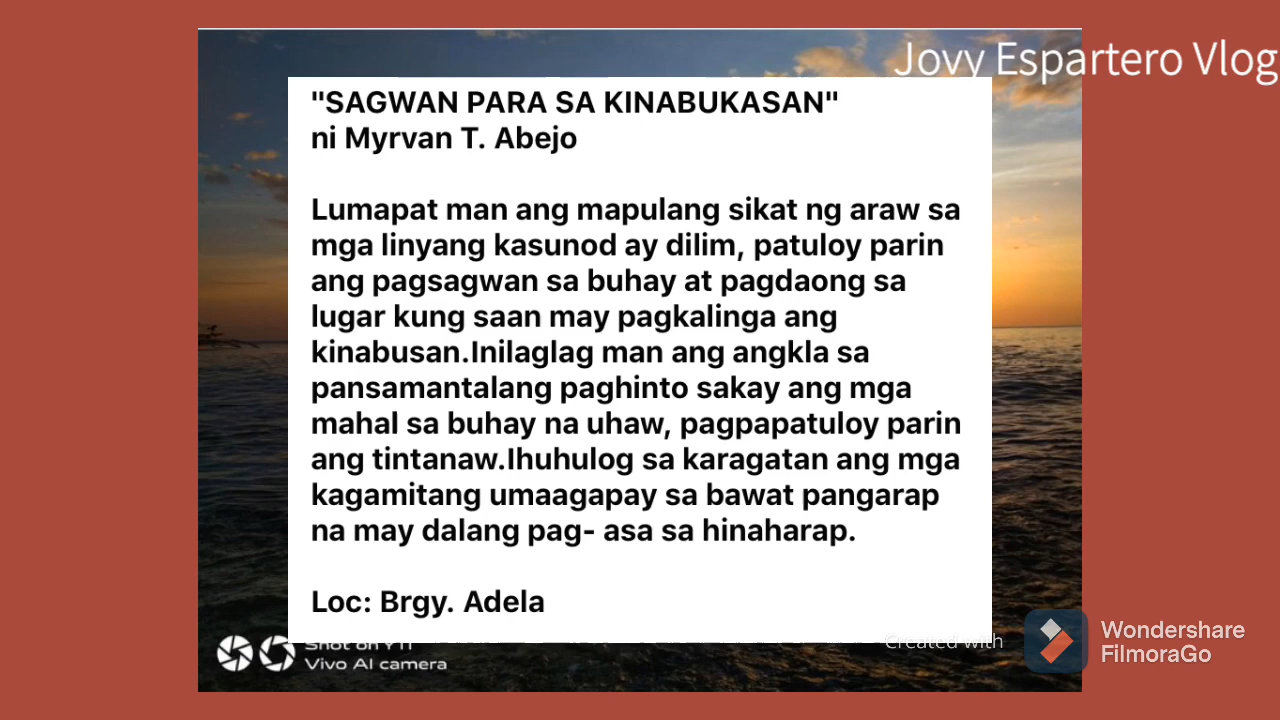 Jovy Espartero Vlog
"SAGWAN PARA SA KINABUKASAN"
ni Myrvan T. Abejo
Lumapat man ang mapulang sikat ng araw sa
mga linyang kasunod ay dilim, patuloy parin
ang pagsagwan sa buhay at pagdaong sa
lugar kung saan may pagkalinga ang
kinabusan.Inilaglag man ang angkla sa
pansamantalang paghinto sakay ang mga
mahal sa buhay na uhaw, pagpapatuloy parin
ang tintanaw.Ihuhulog sa karagatan ang mga
kagamitang umaagapay sa bawat pangarap
na may dalang pag- asa sa hinaharap.
Loc: Brgy. Adela
Shot on Y11
Vivo AI camera
Created with
Wondershare
FilmoraGo